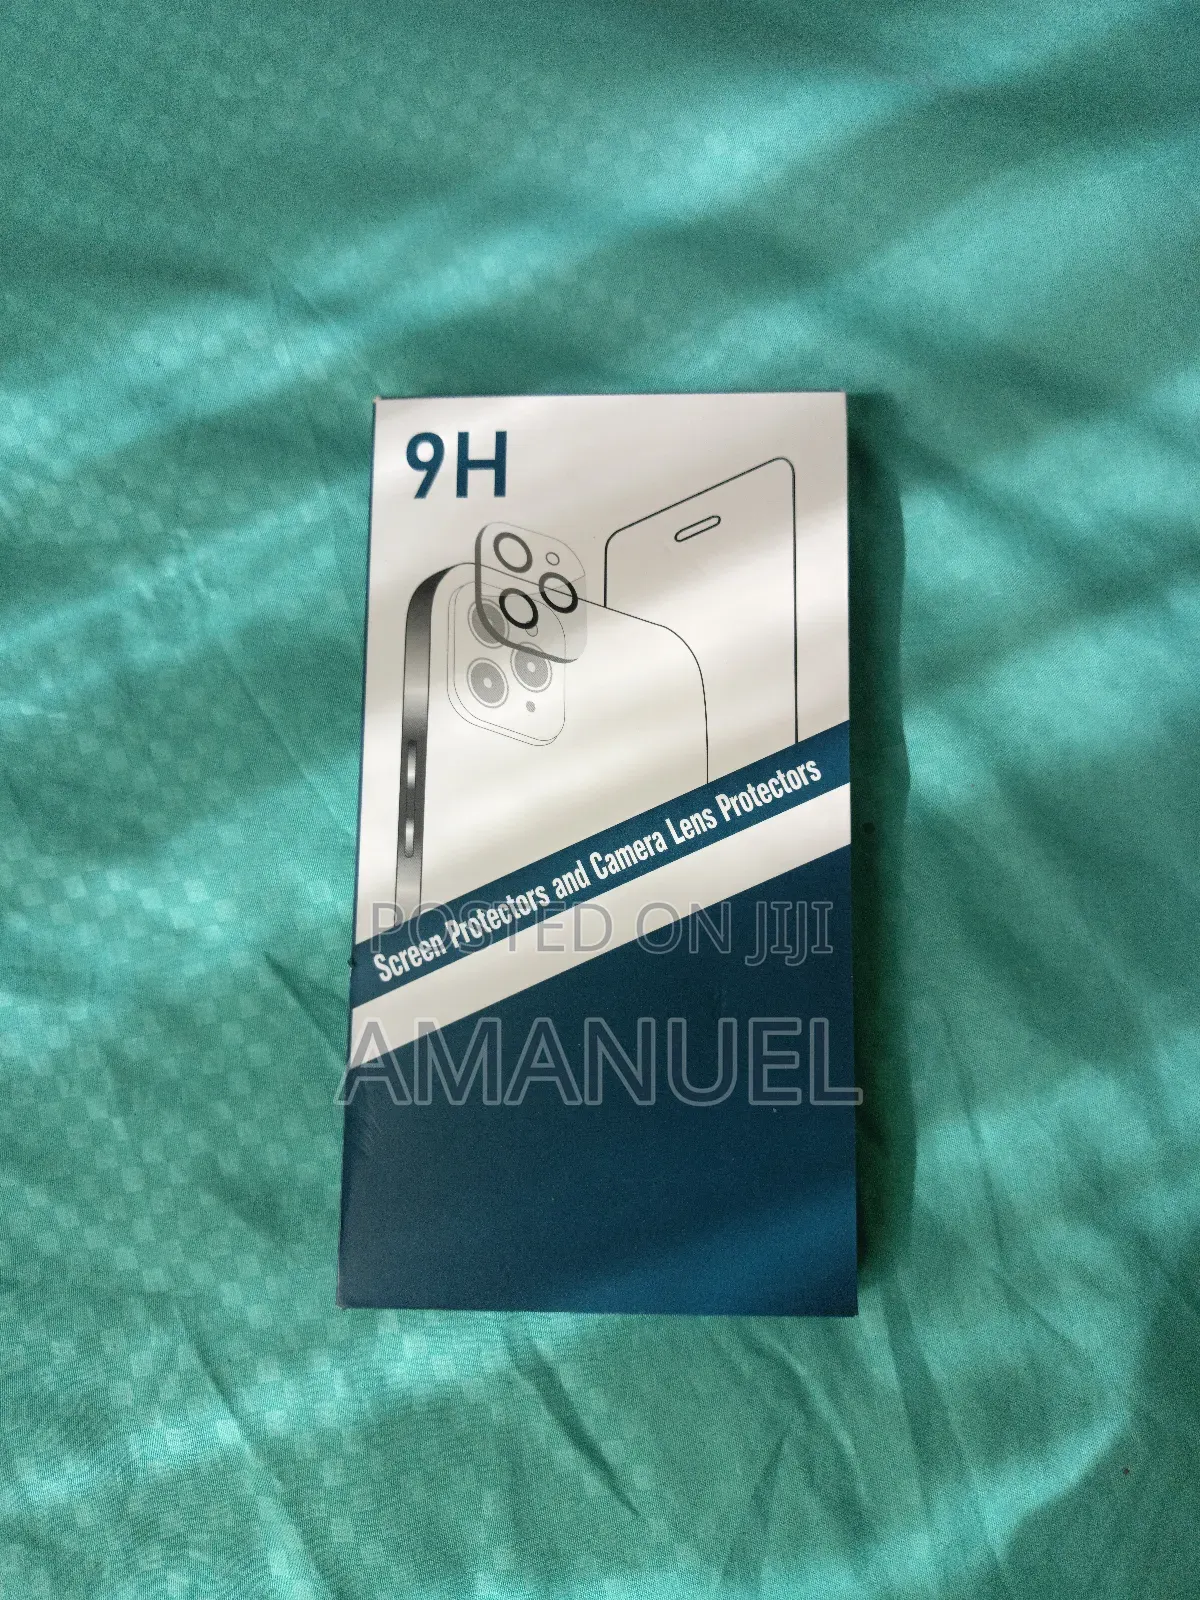 9H
Screen Protectors and Camera Lens Protectors
POSTED ON JIJI
AMANUEL